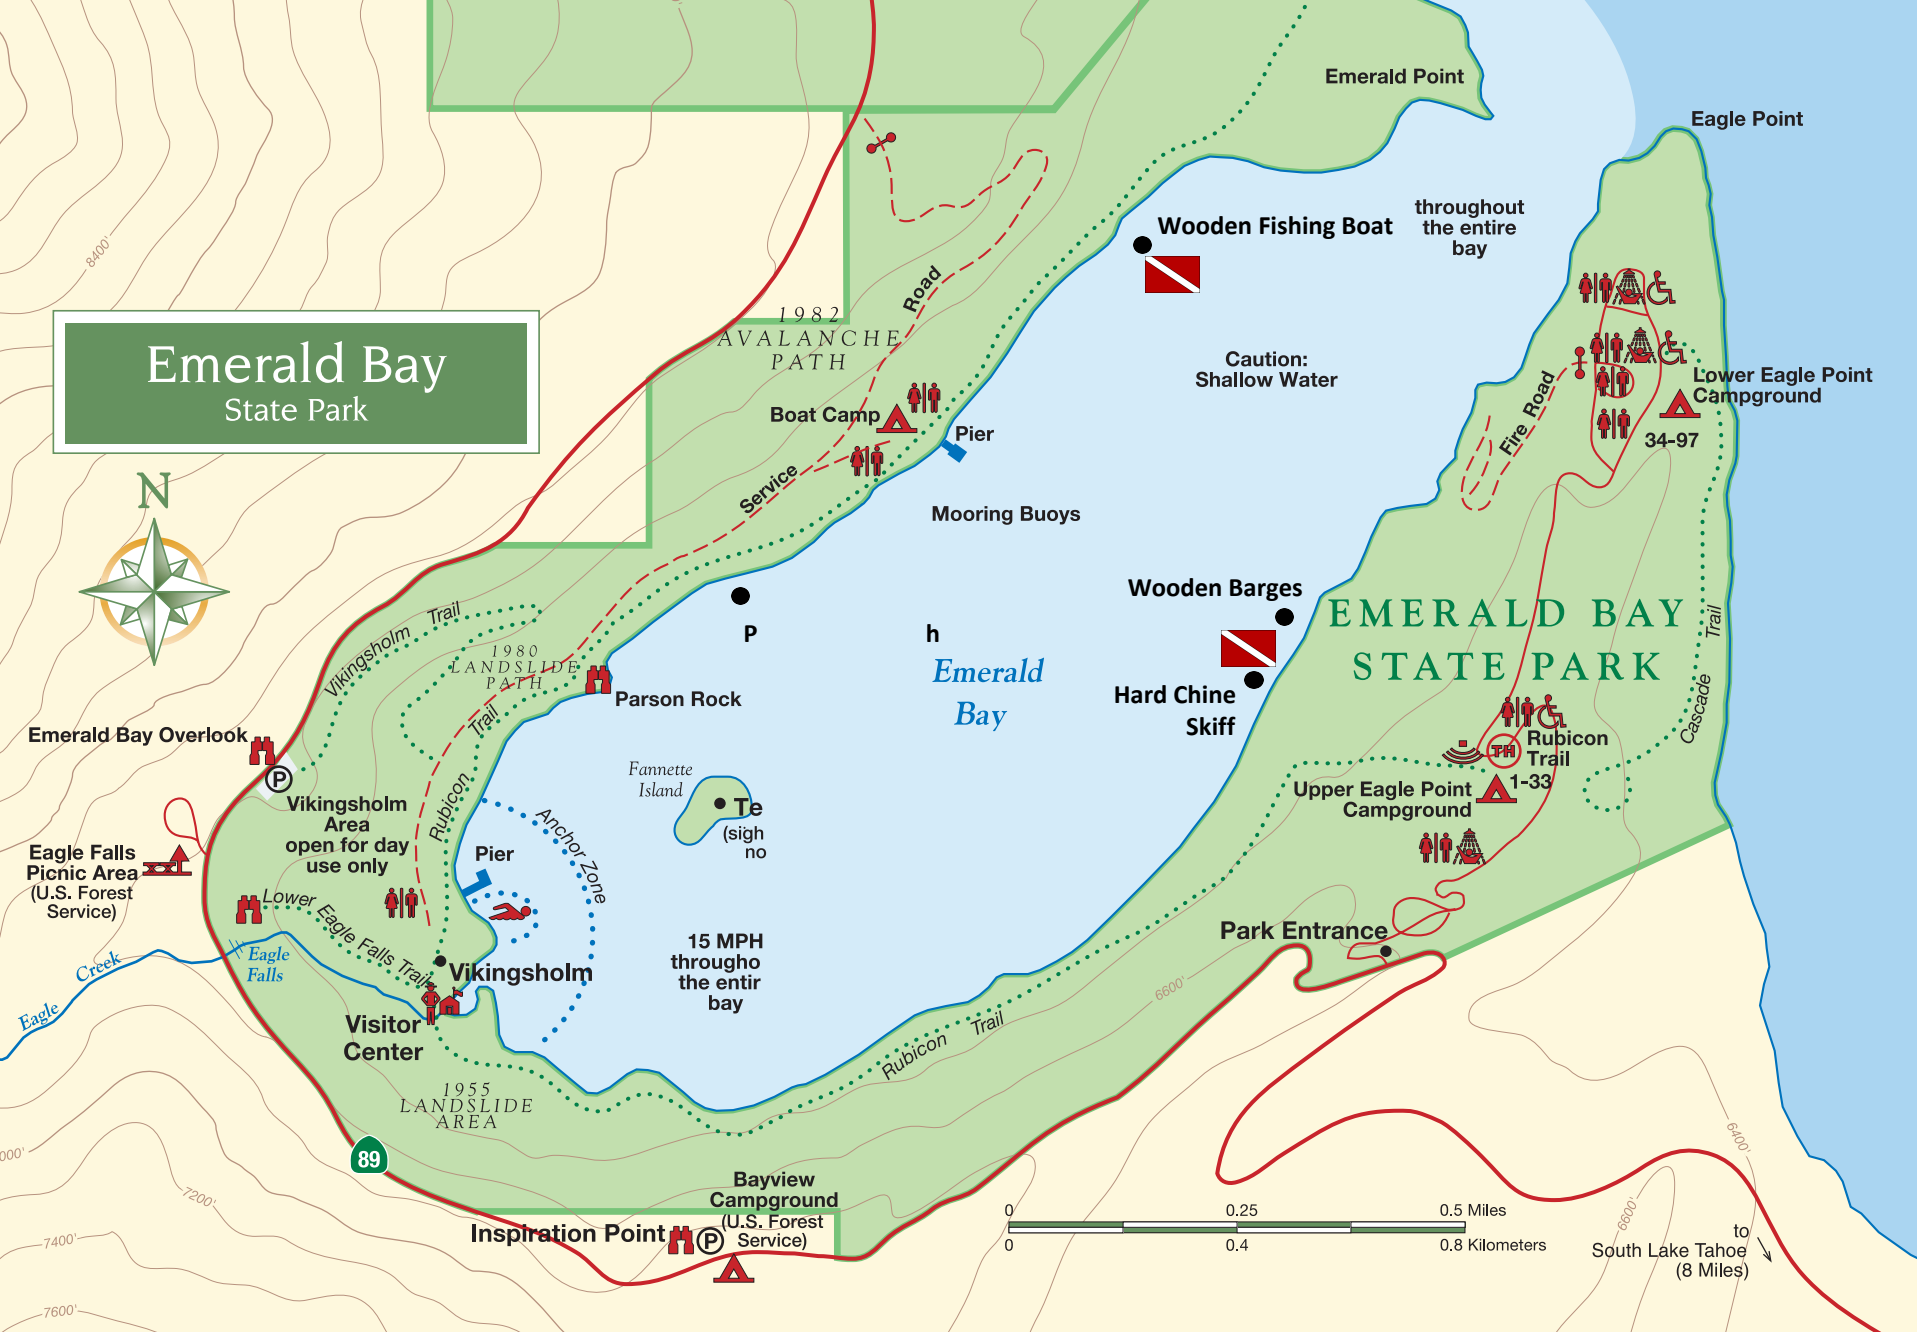 Emerald Point
Eagle Point
Wooden Fishing Boat
throughout
the entire
bay
8400'
Road
1982
AVALANCHE
PATH
Emerald Bay
State Park
Caution:
Shallow Water
Lower Eagle Point
Campground
34-97
Fire Road
Boat Camp
Pier
Service
N
Mooring Buoys
Wooden Barges
EMERALD BAY
STATE PARK
Vikingsholm Trail
P
h
Emerald
Bay
1980
LANDSLIDE
PATH
Parson Rock
Hard Chine
Skiff
Cascade Trail
Emerald Bay Overlook
P
TH
Rubicon
Trail
1-33
Upper Eagle Point
Campground
Rubicon Trail
Fannette
Island
Te
(sigh
no
Anchor Zone
Vikingsholm
Area
open for day
use only
Pier
Eagle Falls
Picnic Area
(U.S. Forest
Service)
Lower Eagle Falls Trail
Park Entrance
15 MPH
througho
the entir
bay
Eagle Creek
Eagle
Falls
Vikingsholm
Visitor
Center
6600'
Rubicon Trail
1955
LANDSLIDE
AREA
89
000'
7200'
7400'
7600'
Bayview
Campground
(U.S. Forest
Service)
Inspiration Point
P
0 0.25 0.5 Miles
0 0.4 0.8 Kilometers
6400'
6600'
to
South Lake Tahoe
(8 Miles)